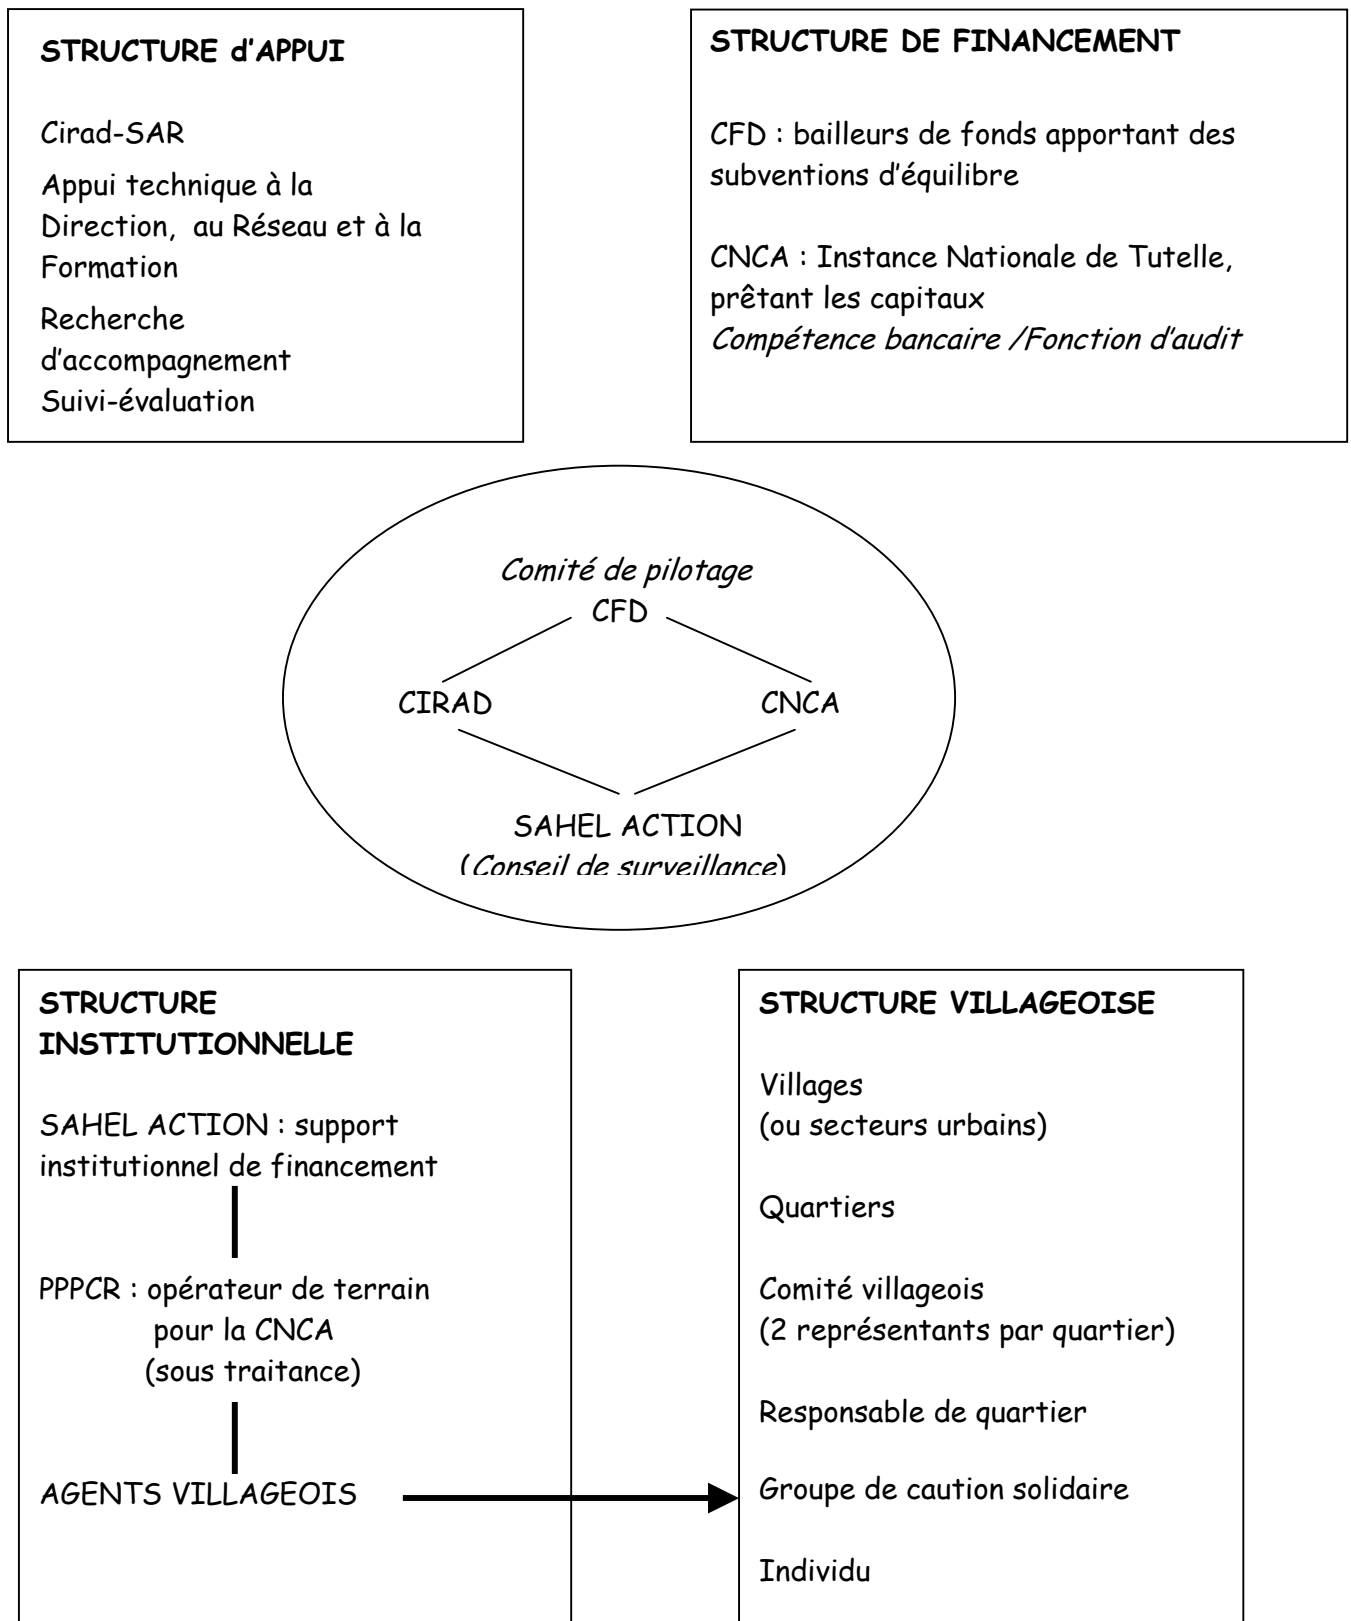 STRUCTURE d'APPUI
Cirad-SAR
Appui technique à la
Direction, au Réseau et à la
Formation
Recherche
d'accompagnement
Suivi-évaluation
STRUCTURE DE FINANCEMENT
CFD : bailleurs de fonds apportant des
subventions d'équilibre
CNCA : Instance Nationale de Tutelle,
prêtant les capitaux
Compétence bancaire /Fonction d'audit
Comité de pilotage
CFD
CIRAD
CNCA
SAHEL ACTION
(Conseil de surveillance)
STRUCTURE
INSTITUTIONNELLE
SAHEL ACTION : support
institutionnel de financement
PPPCR : opérateur de terrain
pour la CNCA
(sous traitance)
AGENTS VILLAGEOIS
STRUCTURE VILLAGEOISE
Villages
(ou secteurs urbains)
Quartiers
Comité villageois
(2 représentants par quartier)
Responsable de quartier
Groupe de caution solidaire
Individu